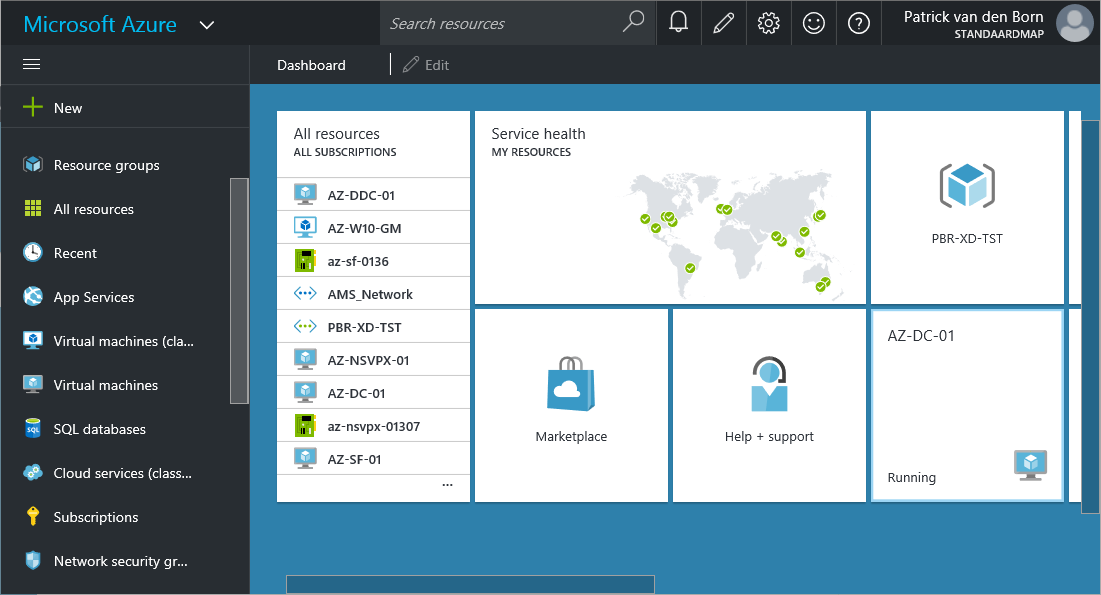 Microsoft Azure
Search resources
Patrick van den Born
STANDAARDMAP
Dashboard
Edit
New
Resource groups
All resources
Recent
App Services
Virtual machines (cla...
Virtual machines
SQL databases
Cloud services (class...
Subscriptions
Network security gr...
All resources
ALL SUBSCRIPTIONS
AZ-DDC-01
AZ-W10-GM
az-sf-0136
AMS_Network
PBR-XD-TST
AZ-NSVPX-01
AZ-DC-01
az-nsvpx-01307
AZ-SF-01
...
Service health
MY RESOURCES
PBR-XD-TST
Marketplace
Help + support
AZ-DC-01
Running